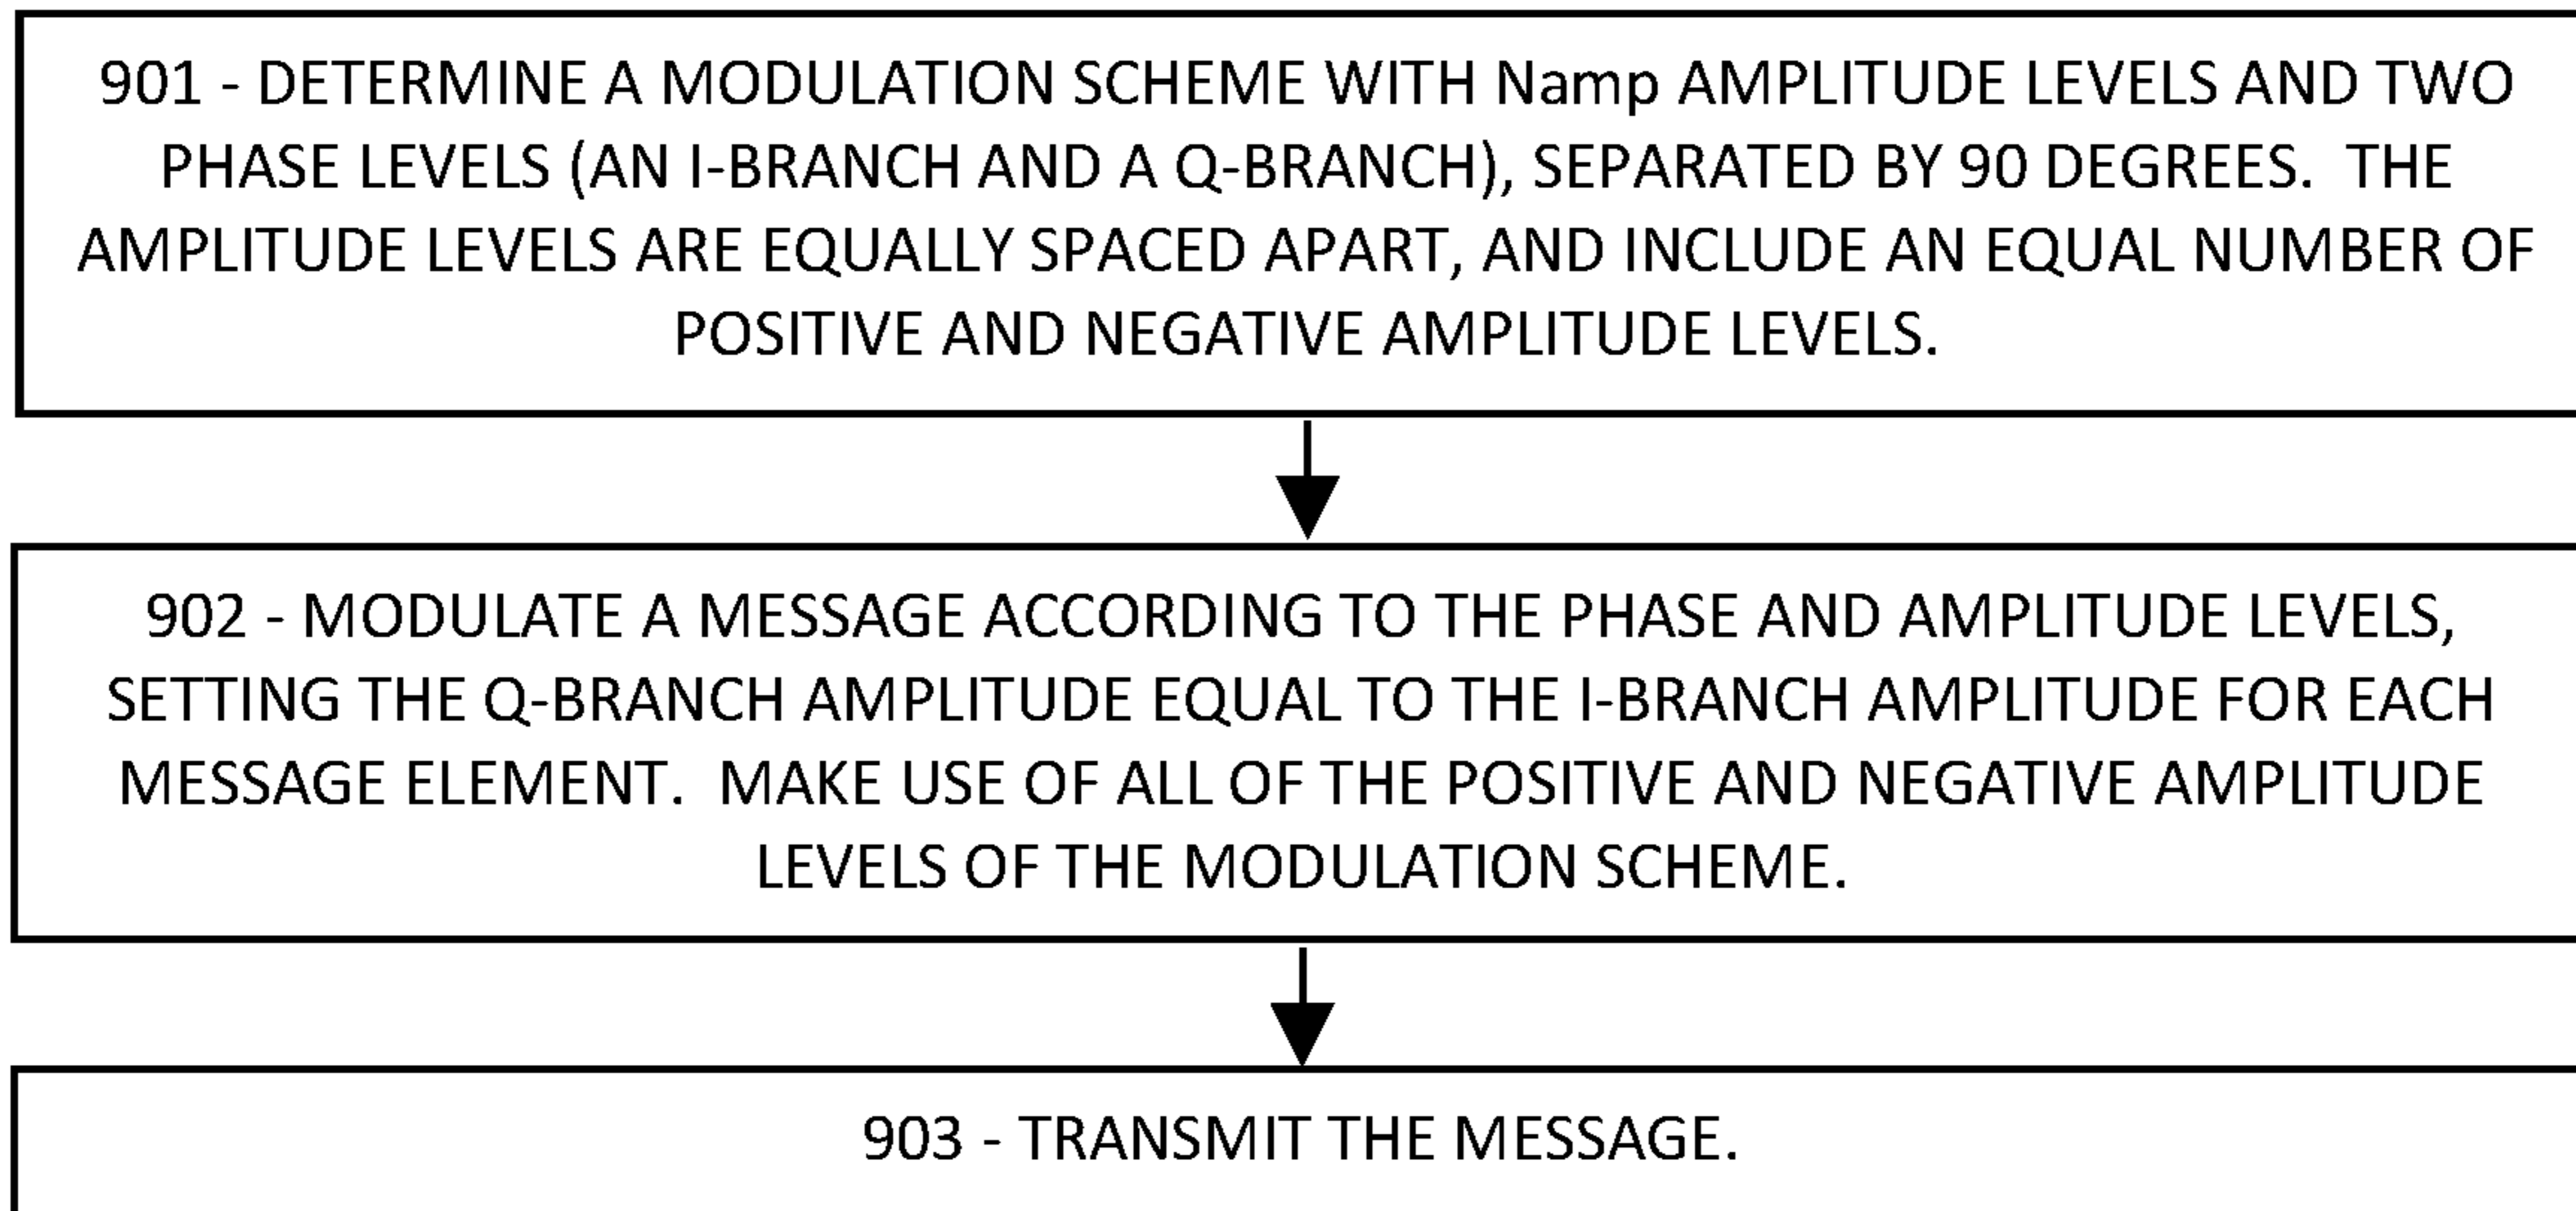 901 - DETERMINE A MODULATION SCHEME WITH Namp AMPLITUDE LEVELS AND TWO
PHASE LEVELS (AN I-BRANCH AND A Q-BRANCH), SEPARATED BY 90 DEGREES.  THE
AMPLITUDE LEVELS ARE EQUALLY SPACED APART, AND INCLUDE AN EQUAL NUMBER OF
POSITIVE AND NEGATIVE AMPLITUDE LEVELS.
902 - MODULATE A MESSAGE ACCORDING TO THE PHASE AND AMPLITUDE LEVELS,
SETTING THE Q-BRANCH AMPLITUDE EQUAL TO THE I-BRANCH AMPLITUDE FOR EACH
MESSAGE ELEMENT.  MAKE USE OF ALL OF THE POSITIVE AND NEGATIVE AMPLITUDE
LEVELS OF THE MODULATION SCHEME.
903 - TRANSMIT THE MESSAGE.